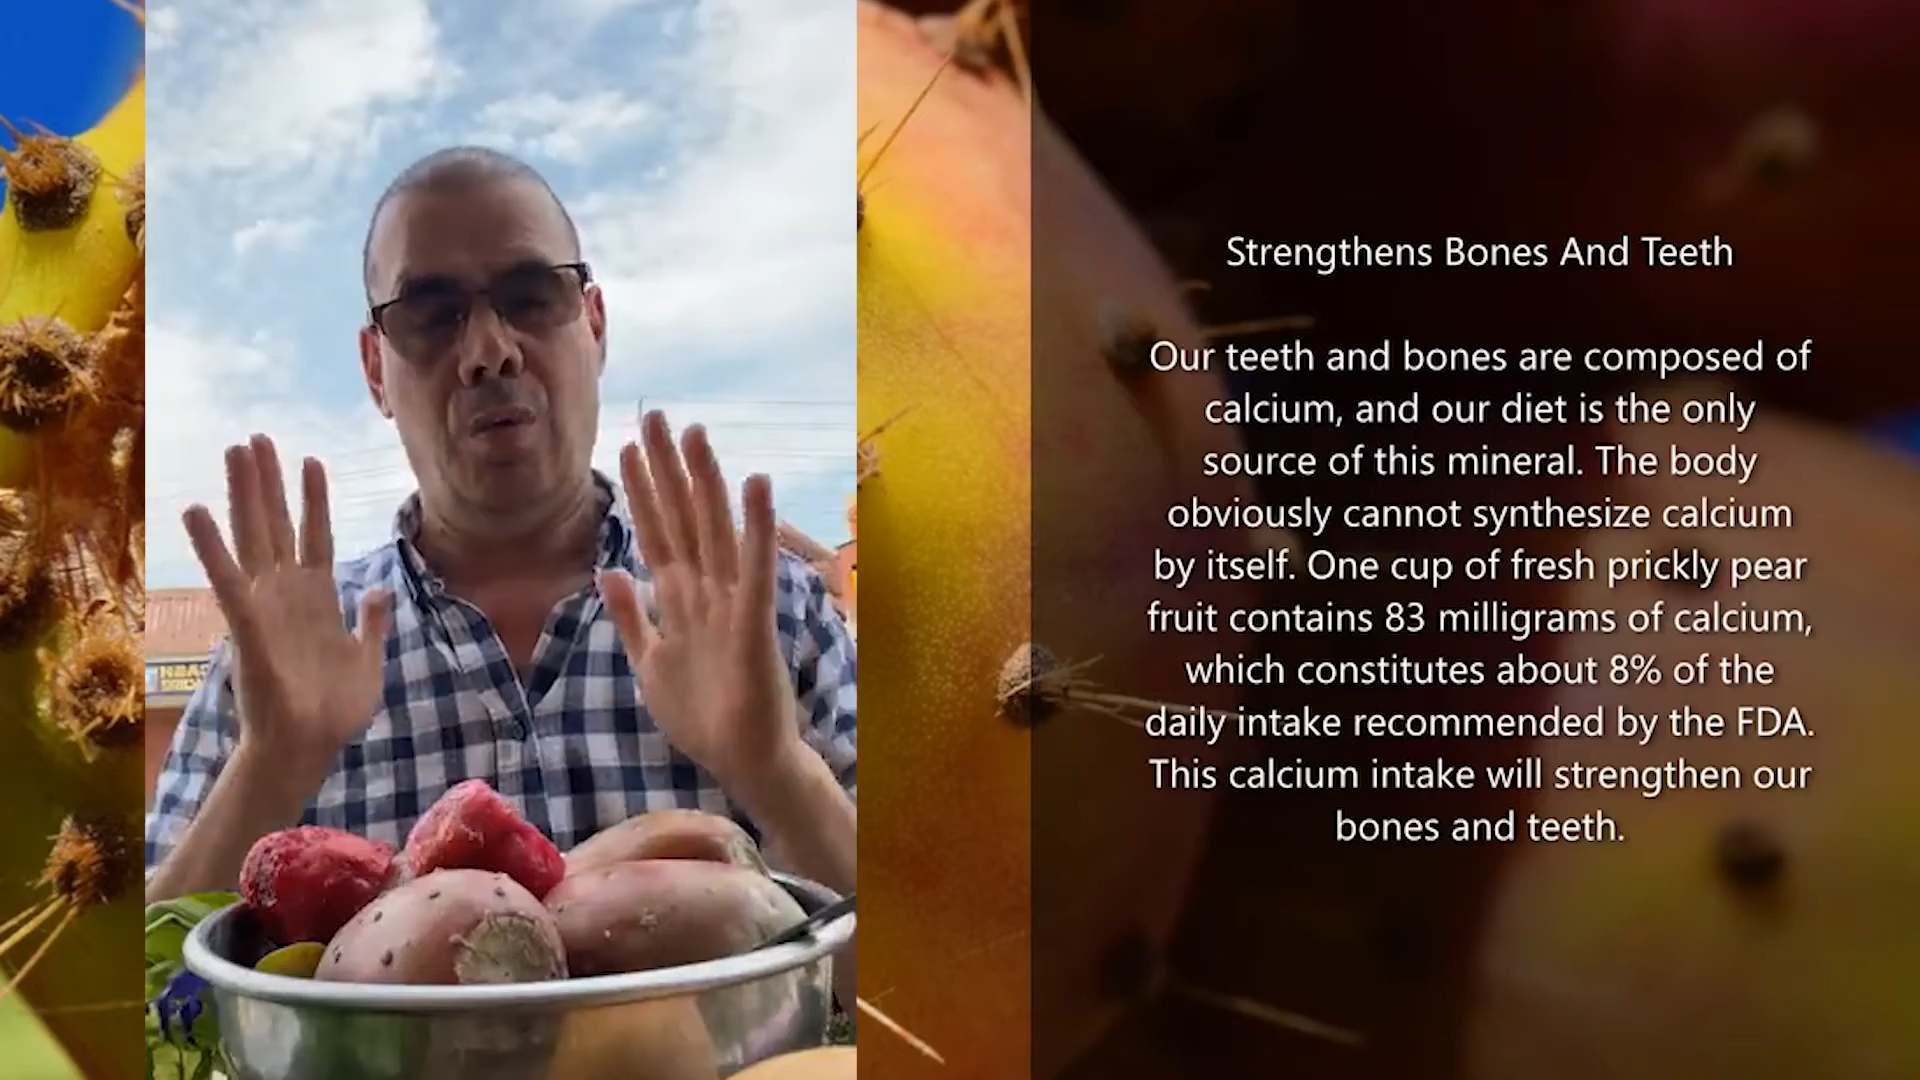 Strengthens Bones And Teeth
Our teeth and bones are composed of
calcium, and our diet is the only
source of this mineral. The body
obviously cannot synthesize calcium
by itself. One cup of fresh prickly pear
fruit contains 83 milligrams of calcium,
which constitutes about 8% of the
daily intake recommended by the FDA.
This calcium intake will strengthen our
bones and teeth.